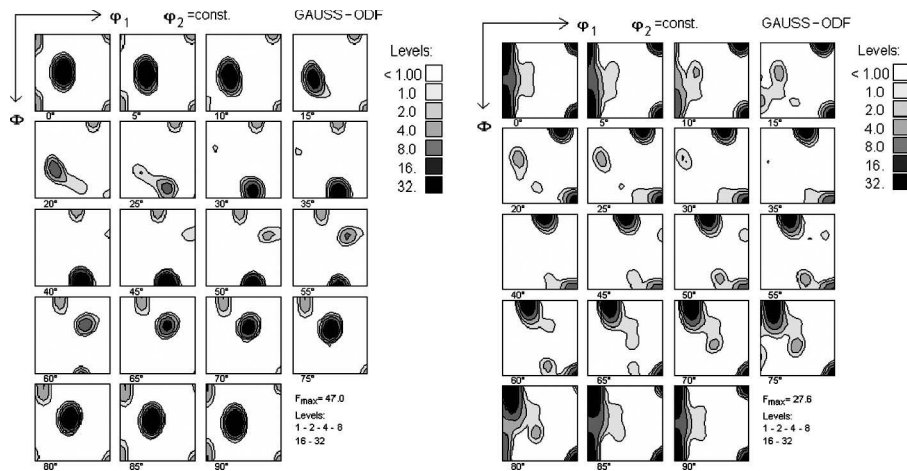 φ1 φ2 =const. GAUSS-ODF
Φ
Levels:
< 1.00
1.0
2.0
4.0
8.0
16.
32.
0° 5° 10° 15°
20° 25° 30° 35°
40° 45° 50° 55°
60° 65° 70° 75°
80° 85° 90°
Fmax= 47.0
Levels:
1 - 2 - 4 - 8
16 - 32
φ1 φ2 =const. GAUSS-ODF
Φ
Levels:
< 1.00
1.0
2.0
4.0
8.0
16.
32.
0° 5° 10° 15°
20° 25° 30° 35°
40° 45° 50° 55°
60° 65° 70° 75°
80° 85° 90°
Fmax= 27.6
Levels:
1 - 2 - 4 - 8
16 - 32